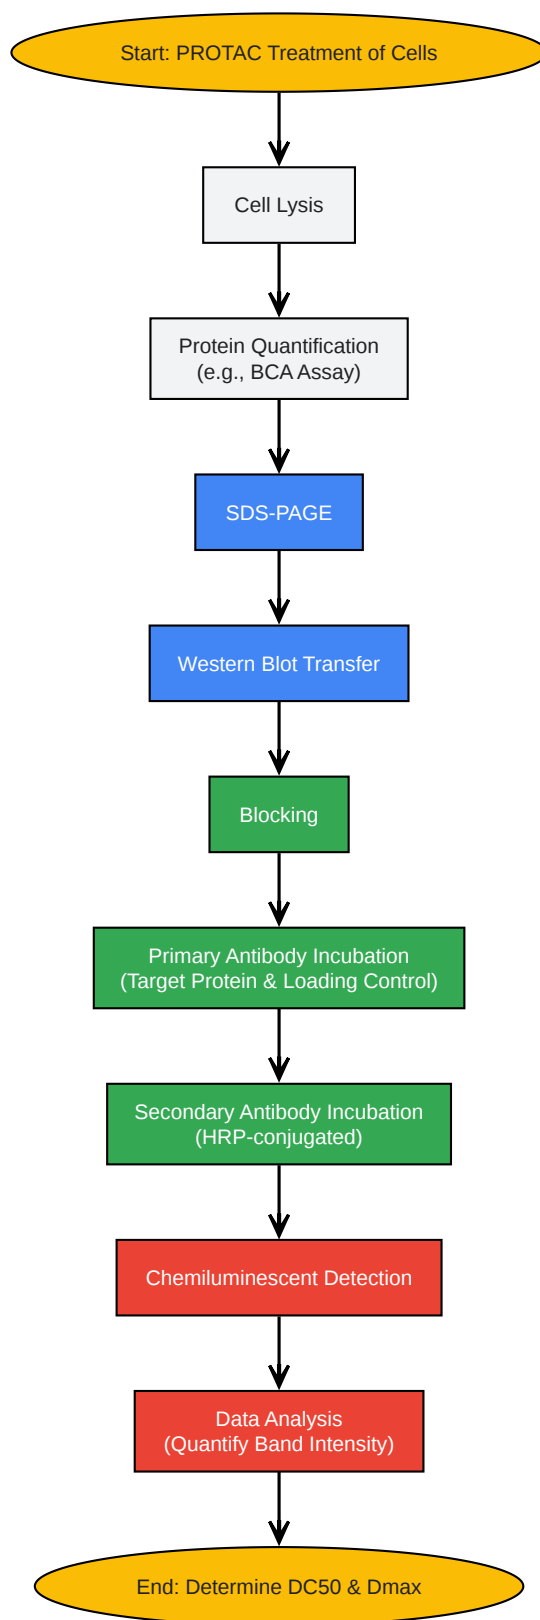 Start: PROTAC Treatment of Cells
Cell Lysis
Protein Quantification
(e.g., BCA Assay)
SDS-PAGE
Western Blot Transfer
Blocking
Primary Antibody Incubation
(Target Protein & Loading Control)
Secondary Antibody Incubation
(HRP-conjugated)
Chemiluminescent Detection
Data Analysis
(Quantify Band Intensity)
End: Determine DC50 & Dmax